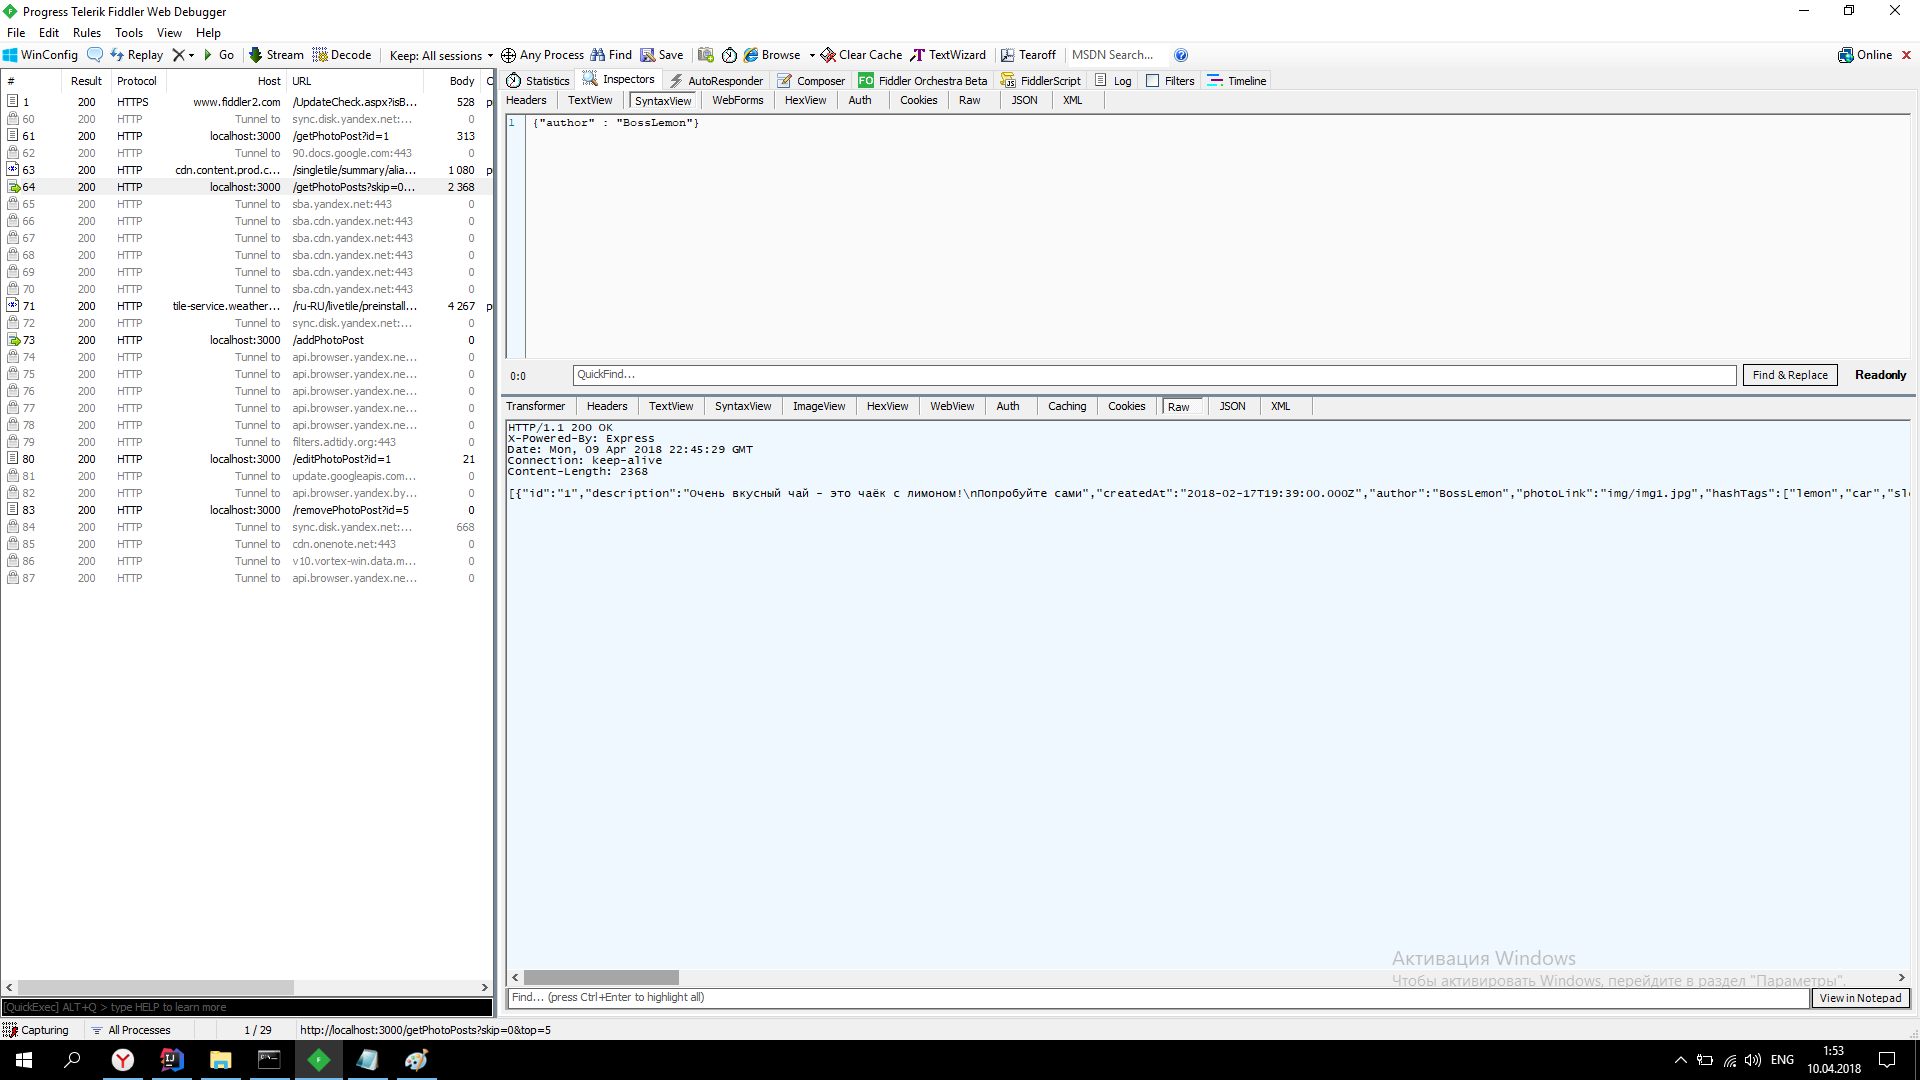 Progress Telerik Fiddler Web Debugger
File Edit Rules Tools View Help
WinConfig Replay Go Stream Decode Keep: All sessions Any Process Find Save Browse Clear Cache TextWizard Tearoff MSDN Search... Online
# Result Protocol Host URL Body
1 200 HTTPS www.fiddler2.com /UpdateCheck.aspx?isB... 528
60 200 HTTP Tunnel to sync.disk.yandex.net:...  0
61 200 HTTP localhost:3000 /getPhotoPost?id=1 313
62 200 HTTP Tunnel to 90.docs.google.com:443 0
63 200 HTTP cdn.content.prod.c... /singletile/summary/alia... 1 080
64 200 HTTP localhost:3000 /getPhotoPosts?skip=0... 2 368
65 200 HTTP Tunnel to sba.yandex.net:443 0
66 200 HTTP Tunnel to sba.cdn.yandex.net:443 0
67 200 HTTP Tunnel to sba.cdn.yandex.net:443 0
68 200 HTTP Tunnel to sba.cdn.yandex.net:443 0
69 200 HTTP Tunnel to sba.cdn.yandex.net:443 0
70 200 HTTP Tunnel to sba.cdn.yandex.net:443 0
71 200 HTTP tile-service.weather... /ru-RU/livetile/preinstall... 4 267
72 200 HTTP Tunnel to sync.disk.yandex.net:... 0
73 200 HTTP localhost:3000 /addPhotoPost 0
74 200 HTTP Tunnel to api.browser.yandex.ne... 0
75 200 HTTP Tunnel to api.browser.yandex.ne... 0
76 200 HTTP Tunnel to api.browser.yandex.ne... 0
77 200 HTTP Tunnel to api.browser.yandex.ne... 0
78 200 HTTP Tunnel to api.browser.yandex.ne... 0
79 200 HTTP Tunnel to filters.adtidy.org:443 0
80 200 HTTP localhost:3000 /editPhotoPost?id=1 21
81 200 HTTP Tunnel to update.googleapis.com... 0
82 200 HTTP Tunnel to api.browser.yandex.by... 0
83 200 HTTP localhost:3000 /removePhotoPost?id=5 0
84 200 HTTP Tunnel to sync.disk.yandex.net:... 668
85 200 HTTP Tunnel to cdn.onenote.net:443 0
86 200 HTTP Tunnel to v10.vortex-win.data.m... 0
87 200 HTTP Tunnel to api.browser.yandex.ne... 0
[QuickExec] ALT+Q > type HELP to learn more
Statistics Inspectors AutoResponder Composer FO Fiddler Orchestra Beta FiddlerScript Log Filters Timeline
Headers TextView SyntaxView WebForms HexView Auth Cookies Raw JSON XML
1 {"author" : "BossLemon"}
0:0 QuickFind... Find & Replace Readonly
Transformer Headers TextView SyntaxView ImageView HexView WebView Auth Caching Cookies Raw JSON XML
HTTP/1.1 200 OK
X-Powered-By: Express
Date: Mon, 09 Apr 2018 22:45:29 GMT
Connection: keep-alive
Content-Length: 2368
[{"id":"1","description":"Очень вкусный чай - это чаёк с лимоном!\nПопробуйте сами","createdAt":"2018-02-17T19:39:00.000Z","author":"BossLemon","photoLink":"img/img1.jpg","hashTags":["lemon","car","sl
Активация Windows
Чтобы активировать Windows, перейдите в раздел "Параметры".
Find... (press Ctrl+Enter to highlight all) View in Notepad
Capturing All Processes 1 / 29 http://localhost:3000/getPhotoPosts?skip=0&top=5
ENG 1:53
10.04.2018